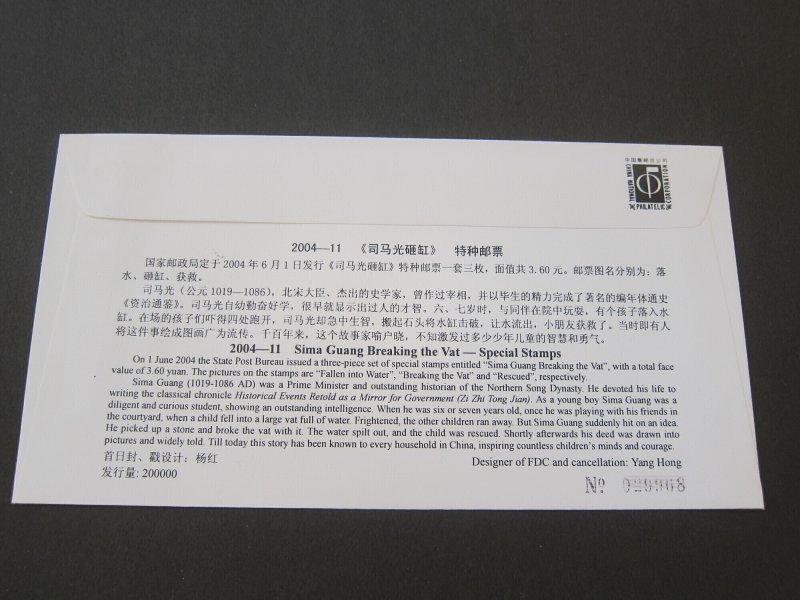 中国集邮总公司
CHINA NATIONAL
PHILATELIC
CORPORATION
2004—11 《司马光砸缸》 特种邮票
国家邮政局定于2004年6月1日发行《司马光砸缸》特种邮票一套三枚，面值共3.60元。邮票图名分别为：落
水、砸缸、获救。
司马光（公元1019—1086），北宋大臣、杰出的史学家，曾作过宰相，并以毕生的精力完成了著名的编年体通史
《资治通鉴》。司马光自幼勤奋好学，很早就显示出过人的才智。六、七岁时，与同伴在院中玩耍，有个孩子落入水
缸。在场的孩子们吓得四处跑开，司马光却急中生智，搬起石头将水缸击破，让水流出，小朋友获救了。当时即有人
将这件事绘成图画广为流传。千百年来，这个故事家喻户晓，不知激发过多少少年儿童的智慧和勇气。
2004—11 Sima Guang Breaking the Vat — Special Stamps
On 1 June 2004 the State Post Bureau issued a three-piece set of special stamps entitled “Sima Guang Breaking the Vat”, with a total face
value of 3.60 yuan. The pictures on the stamps are “Fallen into Water”, “Breaking the Vat” and “Rescued”, respectively.
Sima Guang (1019-1086 AD) was a Prime Minister and outstanding historian of the Northern Song Dynasty. He devoted his life to
writing the classical chronicle Historical Events Retold as a Mirror for Government (Zi Zhi Tong Jian). As a young boy Sima Guang was a
diligent and curious student, showing an outstanding intelligence. When he was six or seven years old, once he was playing with his friends in
the courtyard, when a child fell into a large vat full of water. Frightened, the other children ran away. But Sima Guang suddenly hit on an idea.
He picked up a stone and broke the vat with it. The water spilt out, and the child was rescued. Shortly afterwards his deed was drawn into
pictures and widely told. Till today this story has been known to every household in China, inspiring countless children’s minds and courage.
首日封、戳设计：杨红
Designer of FDC and cancellation: Yang Hong
发行量：200000
№